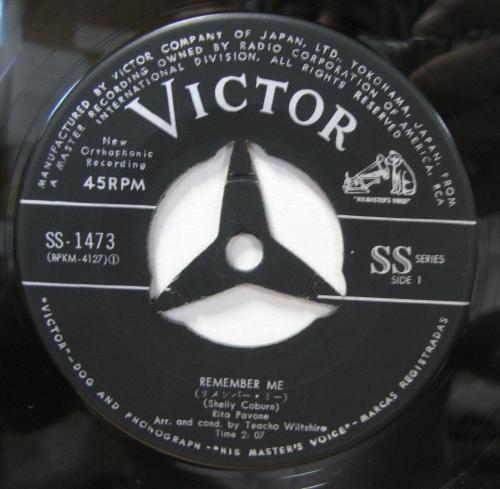 MANUFACTURED BY VICTOR COMPANY OF JAPAN, LTD., YOKOHAMA, JAPAN, FROM
A MASTER RECORDING OWNED BY RADIO CORPORATION OF AMERICA, RCA
INTERNATIONAL DIVISION, ALL RIGHTS RESERVED
VICTOR
New
Orthophonic
Recording
45RPM
"HIS MASTER'S VOICE"
SS-1473
(BPKM-4127)①
SS SERIES
SIDE 1
REMEMBER ME
(リメンバー・ミー)
(Shelly Coburn)
Rita Pavone
Arr. and cond. by Teacho Wiltshire
Time 2: 07
"VICTOR"-DOG AND PHONOGRAPH-"HIS MASTER'S VOICE"-MARCAS REGISTRADAS